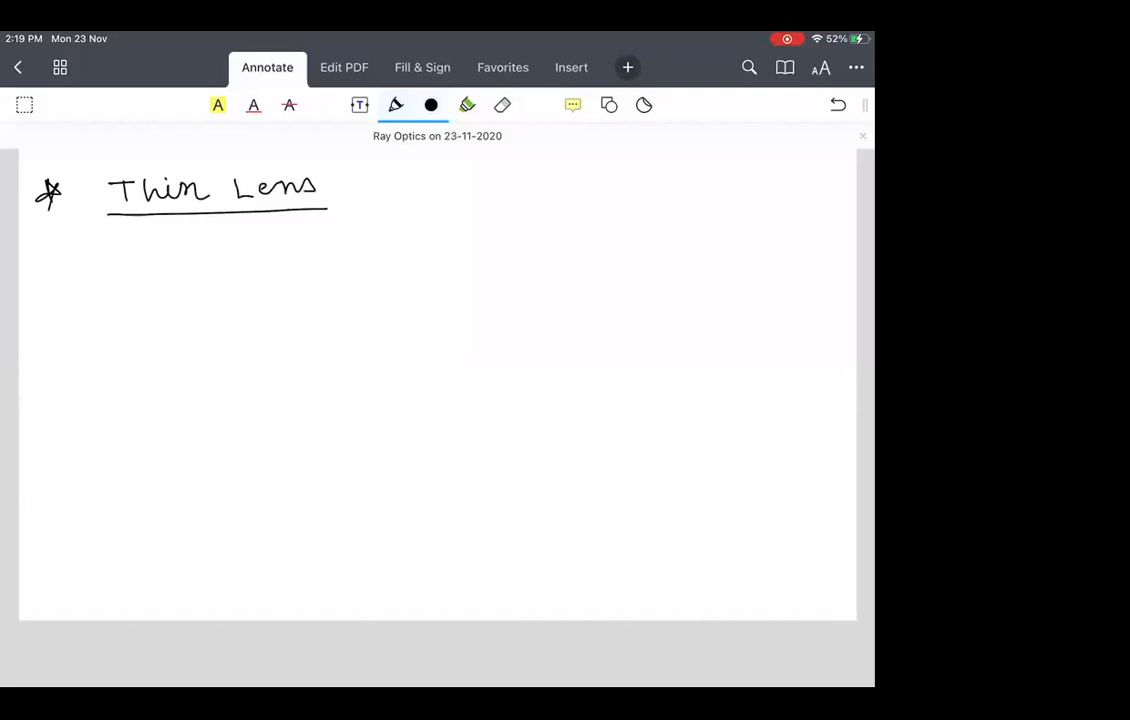 2:19 PM Mon 23 Nov 52%
Annotate Edit PDF Fill & Sign Favorites Insert + AA
A A A T
Ray Optics on 23-11-2020
Thin Lens